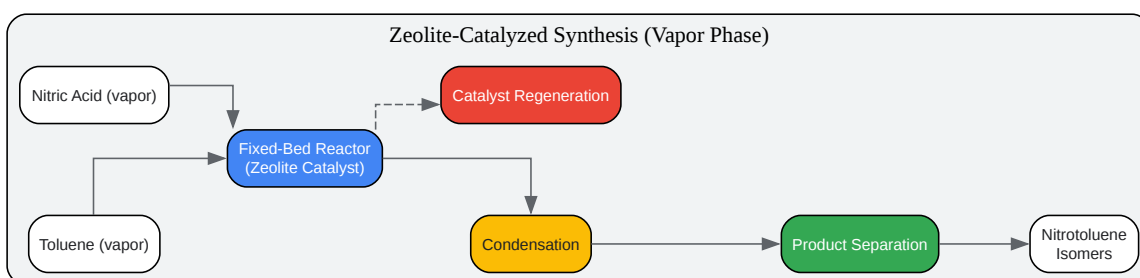 Zeolite-Catalyzed Synthesis (Vapor Phase)
Nitric Acid (vapor)
Catalyst Regeneration
Fixed-Bed Reactor
(Zeolite Catalyst)
Toluene (vapor)
Condensation
Product Separation
Nitrotoluene
Isomers